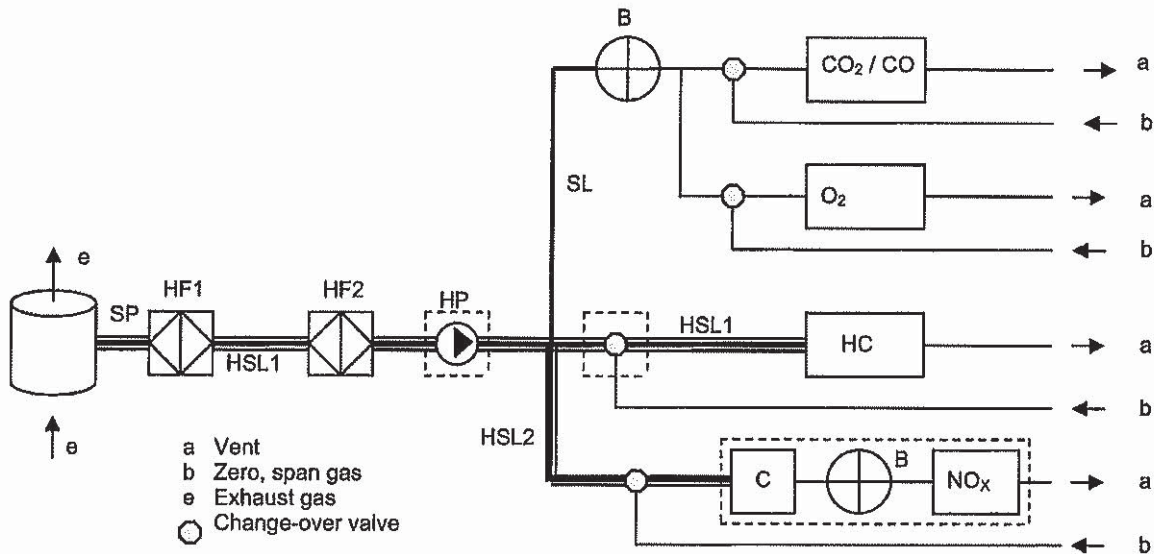 B
CO₂ / CO
a
b
SL
O₂
a
b
e
SP
HF1
HF2
HP
HSL1
HSL1
HC
a
b
e
HSL2
a Vent
b Zero, span gas
e Exhaust gas
Change-over valve
C
B
NOX
a
b